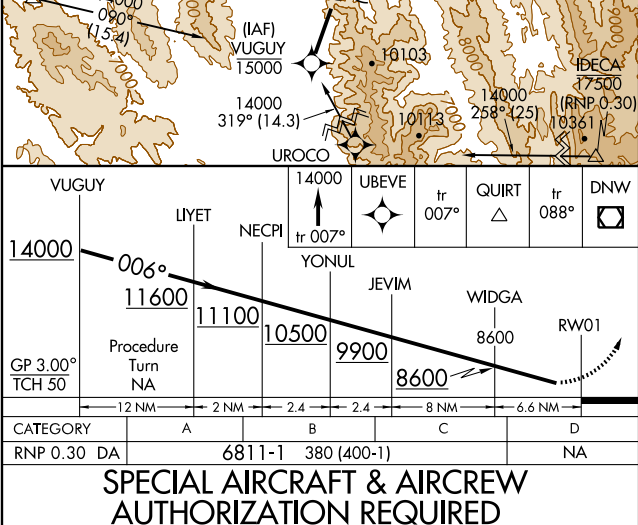 090°
(15.4)
(IAF)
VUGUY
15000
14000
319° (14.3)
UROCO
10103
10113
14000
258° (25)
IDECA
17500
(RNP 0.30)
10361
VUGUY
14000
tr 007°
UBEVE
tr
007°
QUIRT
tr
088°
DNW
LIYET
NECPI
YONUL
JEVIM
WIDGA
8600
RW01
14000
006°
11600
11100
10500
9900
8600
Procedure
Turn
NA
GP 3.00°
TCH 50
12 NM
2 NM
2.4
2.4
8 NM
6.6 NM
CATEGORY A B C D
RNP 0.30 DA 6811-1 380 (400-1) NA
SPECIAL AIRCRAFT & AIRCREW
AUTHORIZATION REQUIRED